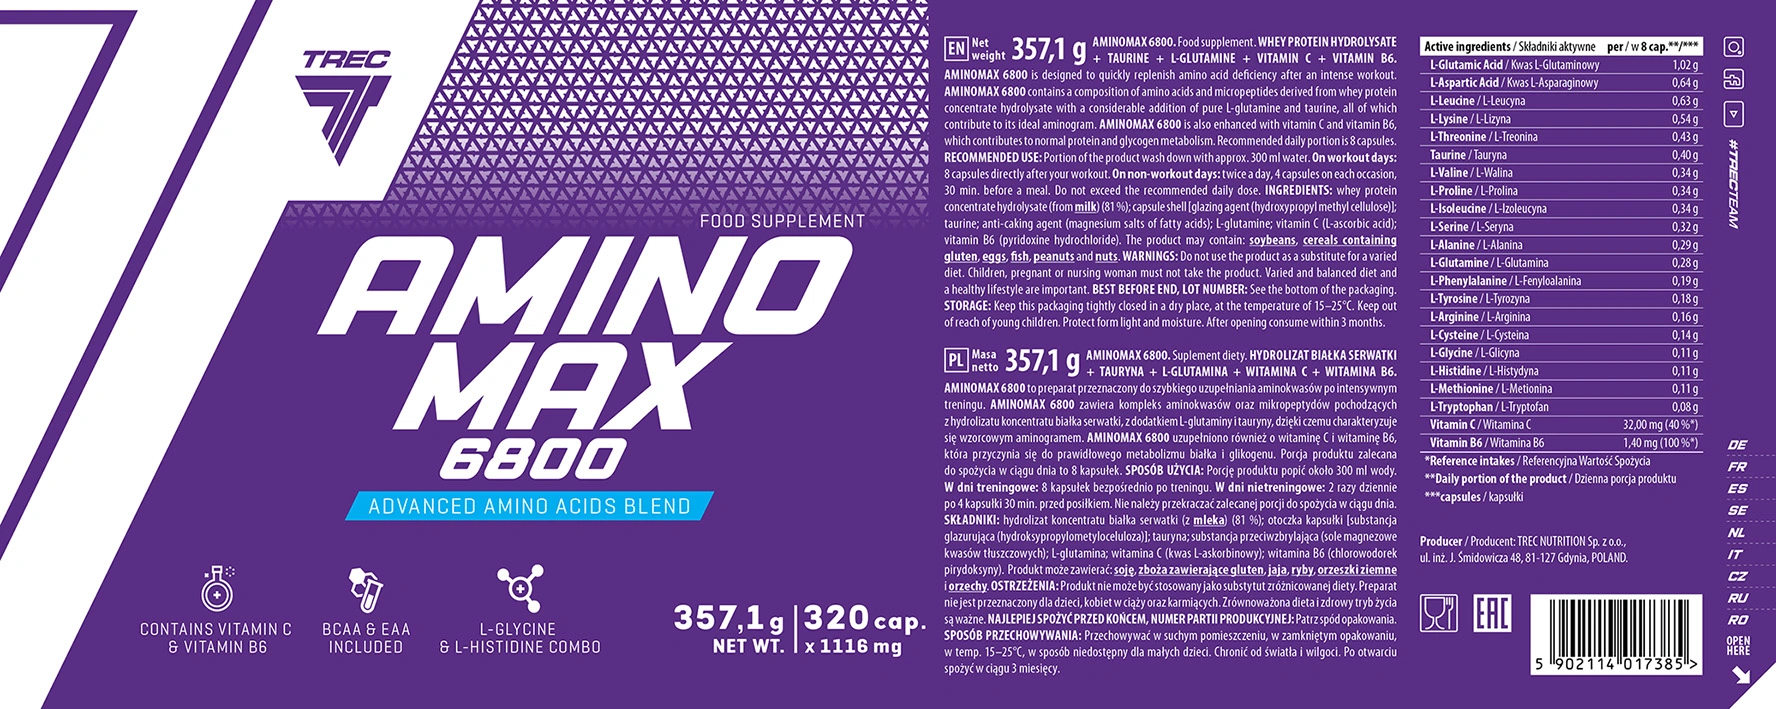 TREC
FOOD SUPPLEMENT
AMINO
MAX
6800
ADVANCED AMINO ACIDS BLEND
CONTAINS VITAMIN C
& VITAMIN B6
BCAA & EAA
INCLUDED
L-GLYCINE
& L-HISTIDINE COMBO
357,1 g
NET WT.
320 cap.
x 1116 mg
EN Net weight 357,1 g AMINOMAX 6800. Food supplement. WHEY PROTEIN HYDROLYSATE
+ TAURINE + L-GLUTAMINE + VITAMIN C + VITAMIN B6.
AMINOMAX 6800 is designed to quickly replenish amino acid deficiency after an intense workout.
AMINOMAX 6800 contains a composition of amino acids and micropeptides derived from whey protein
concentrate hydrolysate with a considerable addition of pure L-glutamine and taurine, all of which
contribute to its ideal aminogram. AMINOMAX 6800 is also enhanced with vitamin C and vitamin B6,
which contributes to normal protein and glycogen metabolism. Recommended daily portion is 8 capsules.
RECOMMENDED USE: Portion of the product wash down with approx. 300 ml water. On workout days:
8 capsules directly after your workout. On non-workout days: twice a day, 4 capsules on each occasion,
30 min. before a meal. Do not exceed the recommended daily dose. INGREDIENTS: whey protein
concentrate hydrolysate (from milk) (81 %); capsule shell [glazing agent (hydroxypropyl methyl cellulose)];
taurine; anti-caking agent (magnesium salts of fatty acids); L-glutamine; vitamin C (L-ascorbic acid);
vitamin B6 (pyridoxine hydrochloride). The product may contain: soybeans, cereals containing
gluten, eggs, fish, peanuts and nuts. WARNINGS: Do not use the product as a substitute for a varied
diet. Children, pregnant or nursing woman must not take the product. Varied and balanced diet and
a healthy lifestyle are important. BEST BEFORE END, LOT NUMBER: See the bottom of the packaging.
STORAGE: Keep this packaging tightly closed in a dry place, at the temperature of 15–25°C. Keep out
of reach of young children. Protect form light and moisture. After opening consume within 3 months.
PL Masa netto 357,1 g AMINOMAX 6800. Suplement diety. HYDROLIZAT BIAŁKA SERWATKI
+ TAURYNA + L-GLUTAMINA + WITAMINA C + WITAMINA B6.
AMINOMAX 6800 to preparat przeznaczony do szybkiego uzupełniania aminokwasów po intensywnym
treningu. AMINOMAX 6800 zawiera kompleks aminokwasów oraz mikropeptydów pochodzących
z hydrolizatu koncentratu białka serwatki, z dodatkiem L-glutaminy i tauryny, dzięki czemu charakteryzuje
się wzorcowym aminogramem. AMINOMAX 6800 uzupełniono również o witaminę C i witaminę B6,
która przyczynia się do prawidłowego metabolizmu białka i glikogenu. Porcja produktu zalecana
do spożycia w ciągu dnia to 8 kapsułek. SPOSÓB UŻYCIA: Porcję produktu popić około 300 ml wody.
W dni treningowe: 8 kapsułek bezpośrednio po treningu. W dni nietreningowe: 2 razy dziennie
po 4 kapsułki 30 min. przed posiłkiem. Nie należy przekraczać zalecanej porcji do spożycia w ciągu dnia.
SKŁADNIKI: hydrolizat koncentratu białka serwatki (z mleka) (81 %); otoczka kapsułki [substancja
glazurująca (hydroksypropylometyloceluloza)]; tauryna; substancja przeciwzbrylająca (sole magnezowe
kwasów tłuszczowych); L-glutamina; witamina C (kwas L-askorbinowy); witamina B6 (chlorowodorek
pirydoksyny). Produkt może zawierać: soję, zboża zawierające gluten, jaja, ryby, orzeszki ziemne
i orzechy. OSTRZEŻENIA: Produkt nie może być stosowany jako substytut zróżnicowanej diety. Preparat
nie jest przeznaczony dla dzieci, kobiet w ciąży oraz karmiących. Zrównoważona dieta i zdrowy tryb życia
są ważne. NAJLEPIEJ SPOŻYĆ PRZED KOŃCEM, NUMER PARTII PRODUKCYJNEJ: Patrz spód opakowania.
SPOSÓB PRZECHOWYWANIA: Przechowywać w suchym pomieszczeniu, w zamkniętym opakowaniu,
w temp. 15–25°C, w sposób niedostępny dla małych dzieci. Chronić od światła i wilgoci. Po otwarciu
spożyć w ciągu 3 miesięcy.
Active ingredients / Składniki aktywne per / w 8 cap.**/***
L-Glutamic Acid / Kwas L-Glutaminowy 1,02 g
L-Aspartic Acid / Kwas L-Asparaginowy 0,64 g
L-Leucine / L-Leucyna 0,63 g
L-Lysine / L-Lizyna 0,54 g
L-Threonine / L-Treonina 0,43 g
Taurine / Tauryna 0,40 g
L-Valine / L-Walina 0,34 g
L-Proline / L-Prolina 0,34 g
L-Isoleucine / L-Izoleucyna 0,34 g
L-Serine / L-Seryna 0,32 g
L-Alanine / L-Alanina 0,29 g
L-Glutamine / L-Glutamina 0,28 g
L-Phenylalanine / L-Fenyloalanina 0,19 g
L-Tyrosine / L-Tyrozyna 0,18 g
L-Arginine / L-Arginina 0,16 g
L-Cysteine / L-Cysteina 0,14 g
L-Glycine / L-Glicyna 0,11 g
L-Histidine / L-Histydyna 0,11 g
L-Methionine / L-Metionina 0,11 g
L-Tryptophan / L-Tryptofan 0,08 g
Vitamin C / Witamina C 32,00 mg (40 %*)
Vitamin B6 / Witamina B6 1,40 mg (100 %*)
*Reference intakes / Referencyjna Wartość Spożycia
**Daily portion of the product / Dzienna porcja produktu
***capsules / kapsułki
Producer / Producent: TREC NUTRITION Sp. z o.o.,
ul. inż. J. Śmidowicza 48, 81-127 Gdynia, POLAND.
EAC
5 902114 017385 >
#TRECTEAM
DE
FR
ES
SE
NL
IT
CZ
RU
RO
OPEN
HERE